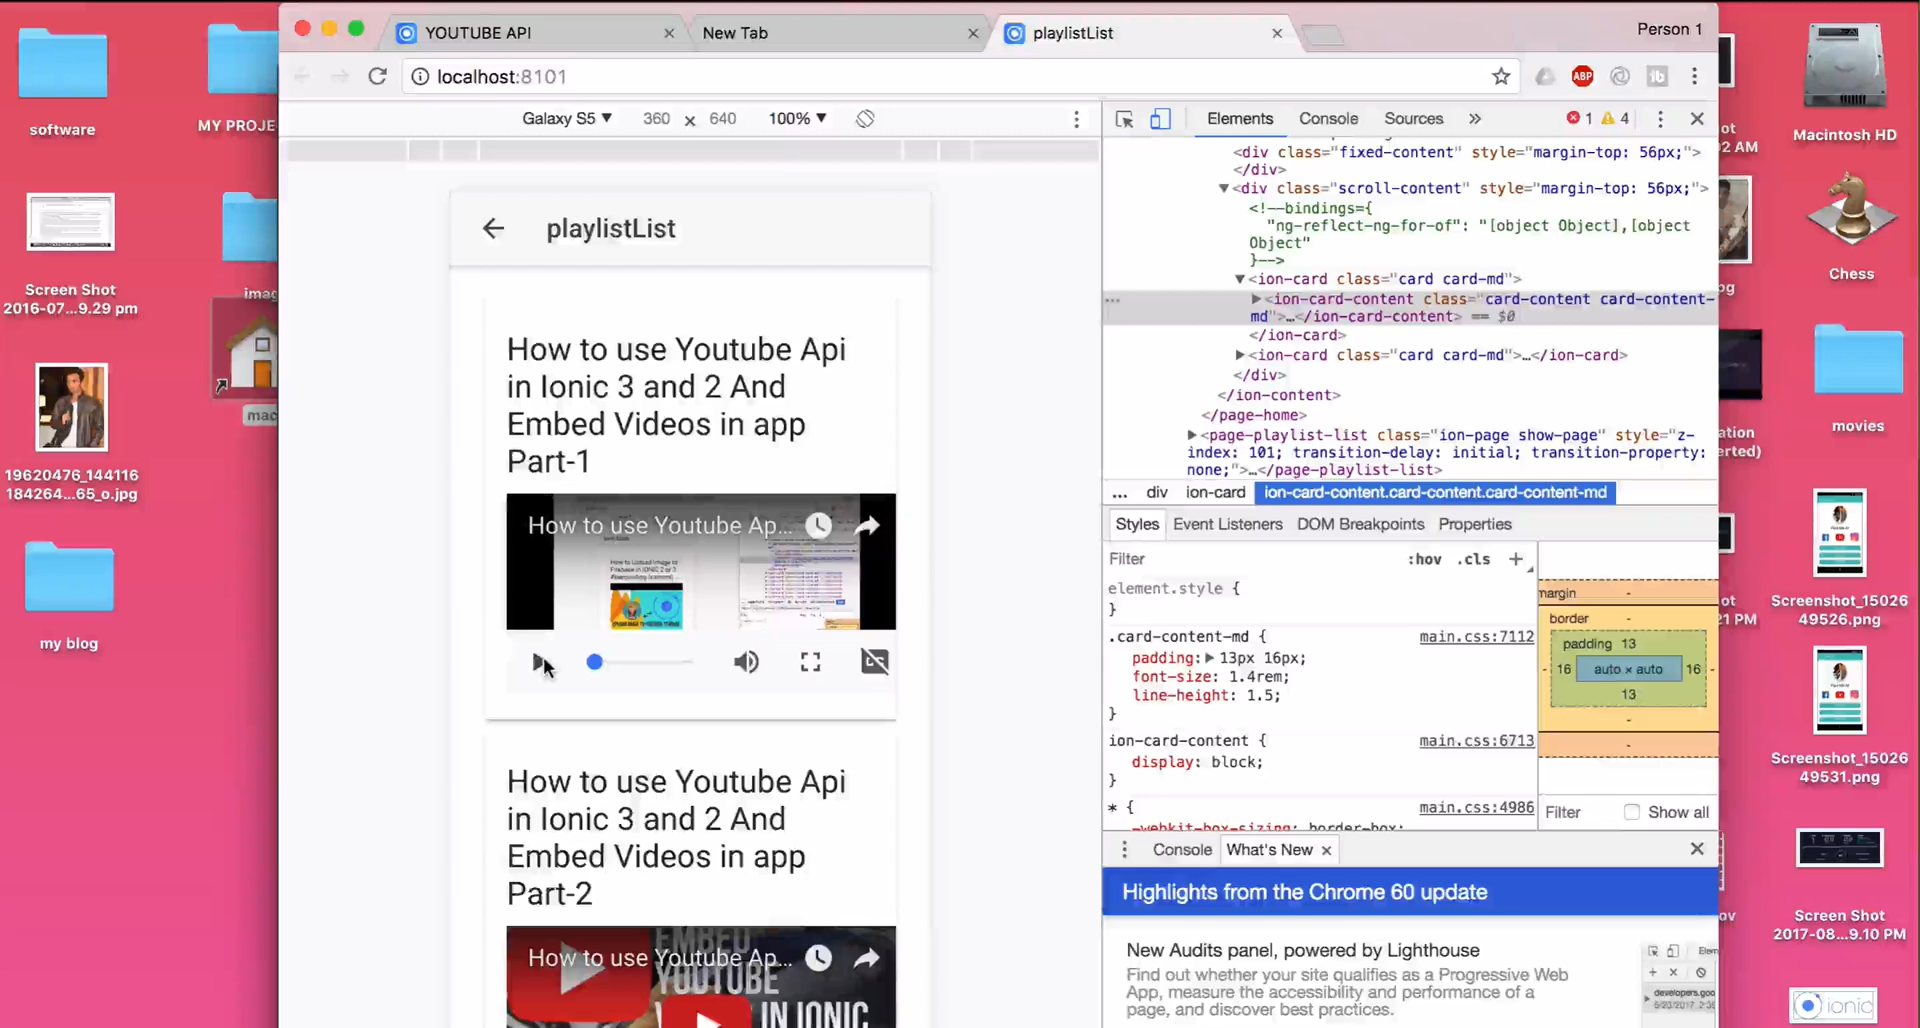 YOUTUBE API
New Tab
playlistList
Person 1
localhost:8101
ABP
Galaxy S5 ▼
360 x 640
100% ▼
Elements
Console
Sources
»
1
4
playlistList
How to use Youtube Api
in Ionic 3 and 2 And
Embed Videos in app
Part-1
How to use Youtube Ap...
How to use Youtube Api
in Ionic 3 and 2 And
Embed Videos in app
Part-2
How to use Youtube Ap...
EMBED
YOUTUBE
IN IONIC
<div class="fixed-content" style="margin-top: 56px;">
</div>
▼<div class="scroll-content" style="margin-top: 56px;">
<!--bindings={
"ng-reflect-ng-for-of": "[object Object],[object
Object"
}-->
▼<ion-card class="card card-md">
▶<ion-card-content class="card-content card-content-
md">…</ion-card-content> == $0
</ion-card>
▶<ion-card class="card card-md">…</ion-card>
</div>
</ion-content>
</page-home>
▶<page-playlist-list class="ion-page show-page" style="z-
index: 101; transition-delay: initial; transition-property:
none;">…</page-playlist-list>
... div ion-card ion-card-content.card-content.card-content-md
Styles
Event Listeners
DOM Breakpoints
Properties
Filter
:hov .cls +
element.style {
}
.card-content-md {
main.css:7112
padding:▶ 13px 16px;
font-size: 1.4rem;
line-height: 1.5;
}
ion-card-content {
main.css:6713
display: block;
}
* {
main.css:4986
-webkit-box-sizing: border-box;
margin -
border -
padding 13
16 auto × auto 16
13
-
-
Filter
Show all
Console
What's New ×
Highlights from the Chrome 60 update
New Audits panel, powered by Lighthouse
Find out whether your site qualifies as a Progressive Web
App, measure the accessibility and performance of a
page, and discover best practices.
software
MY PROJE
Screen Shot
2016-07...9.29 pm
imag
mac
19620476_144116
184264...65_o.jpg
my blog
Macintosh HD
Chess
movies
Screenshot_15026
49526.png
Screenshot_15026
49531.png
Screen Shot
2017-08...9.10 PM
ionic